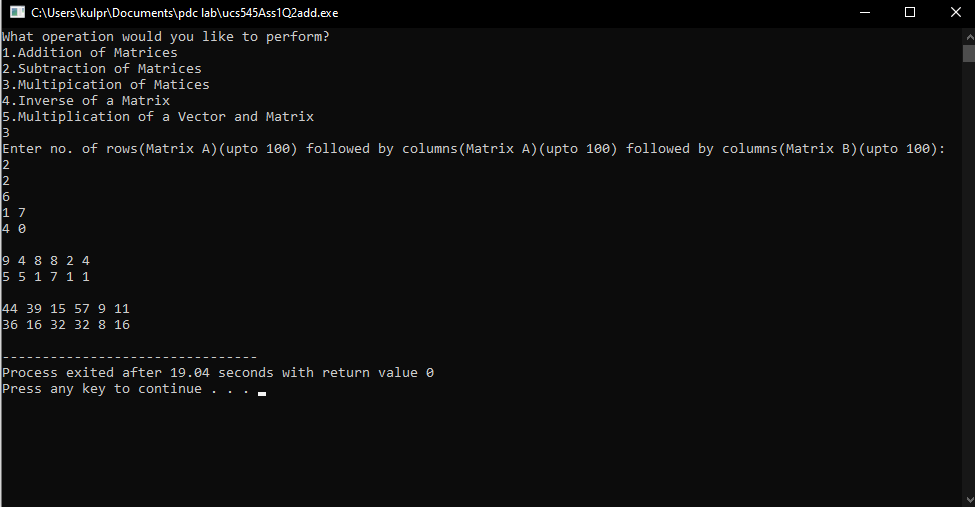 C:\Users\kulpr\Documents\pdc lab\ucs545Ass1Q2add.exe
What operation would you like to perform?
1.Addition of Matrices
2.Subtraction of Matrices
3.Multipication of Matices
4.Inverse of a Matrix
5.Multiplication of a Vector and Matrix
3
Enter no. of rows(Matrix A)(upto 100) followed by columns(Matrix A)(upto 100) followed by columns(Matrix B)(upto 100):
2
2
6
1 7
4 0
9 4 8 8 2 4
5 5 1 7 1 1
44 39 15 57 9 11
36 16 32 32 8 16
--------------------------------
Process exited after 19.04 seconds with return value 0
Press any key to continue . . .